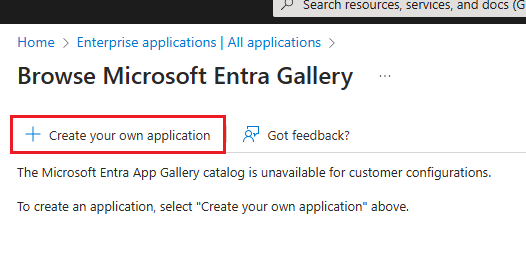 Search resources, services, and docs (G
Home > Enterprise applications | All applications >
Browse Microsoft Entra Gallery ...
+ Create your own application Got feedback?
The Microsoft Entra App Gallery catalog is unavailable for customer configurations.
To create an application, select "Create your own application" above.